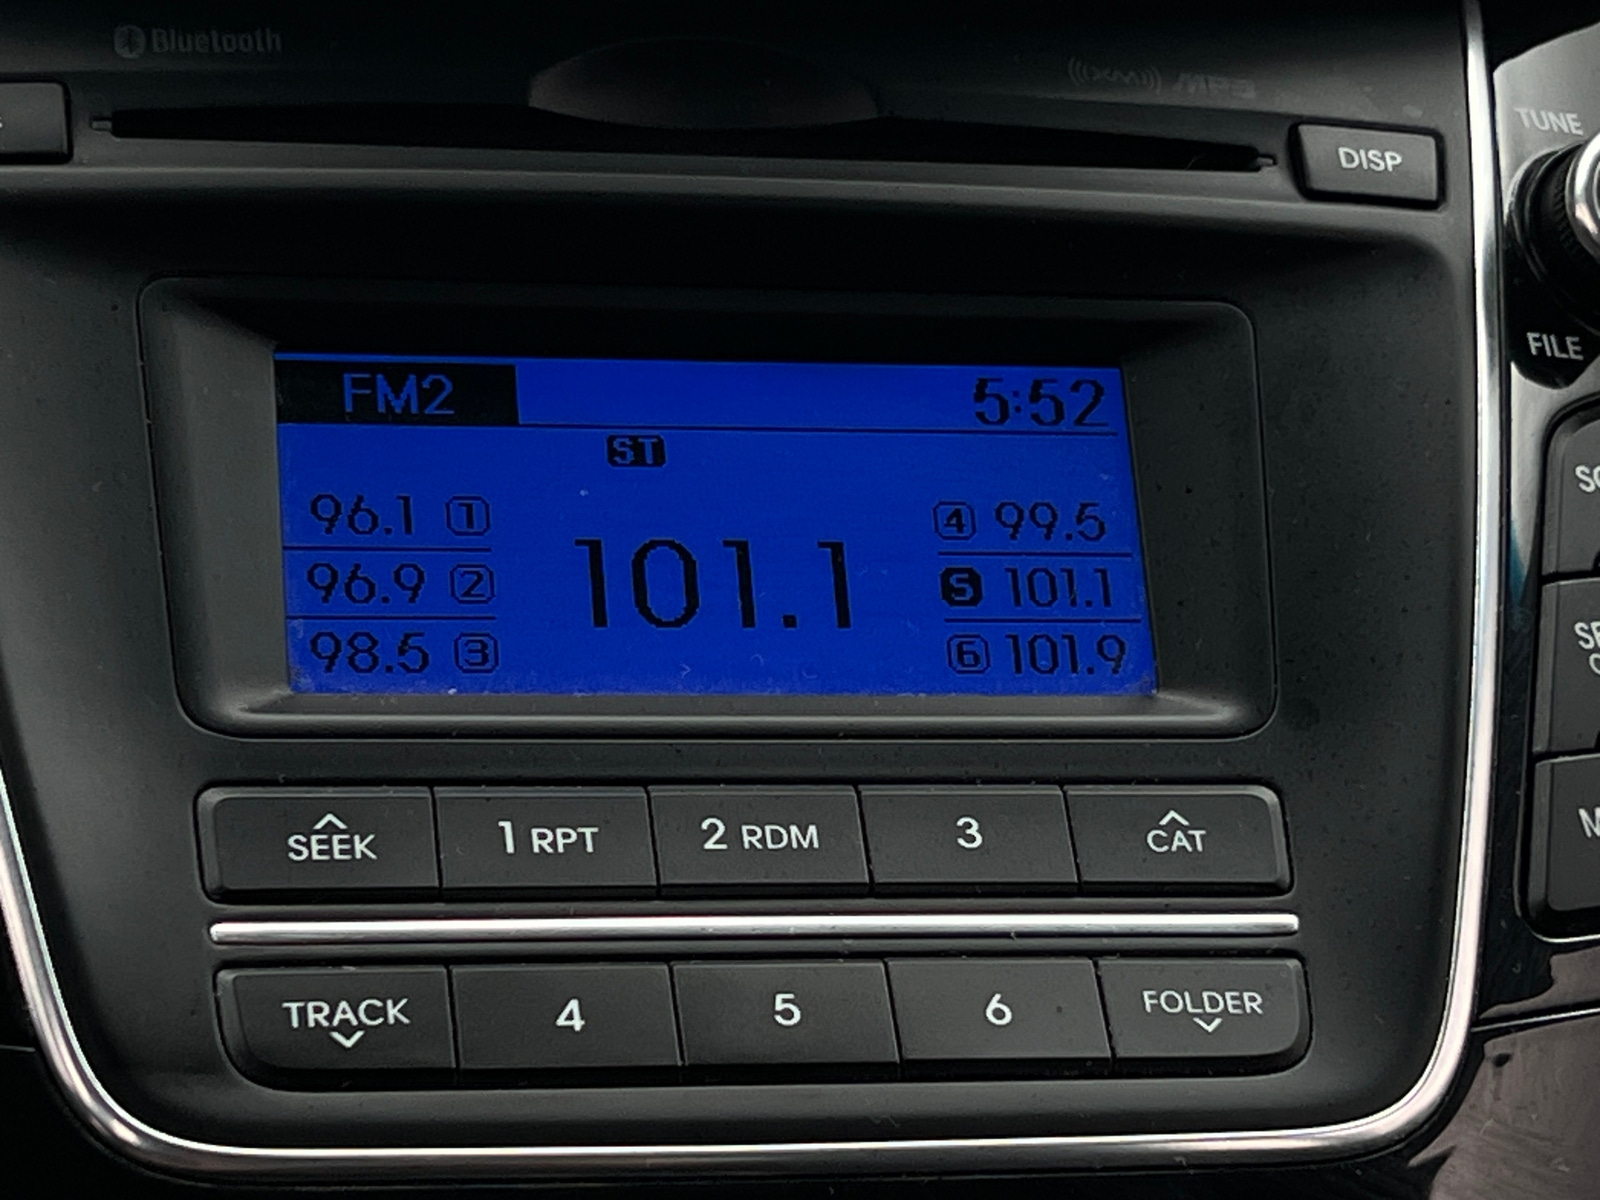 Bluetooth
((XM)) MP3
DISP
TUNE
FILE
FM2 5:52
ST
96.1 1
96.9 2
98.5 3
101.1
4 99.5
5 101.1
6 101.9
SEEK
1 RPT
2 RDM
3
CAT
TRACK
4
5
6
FOLDER